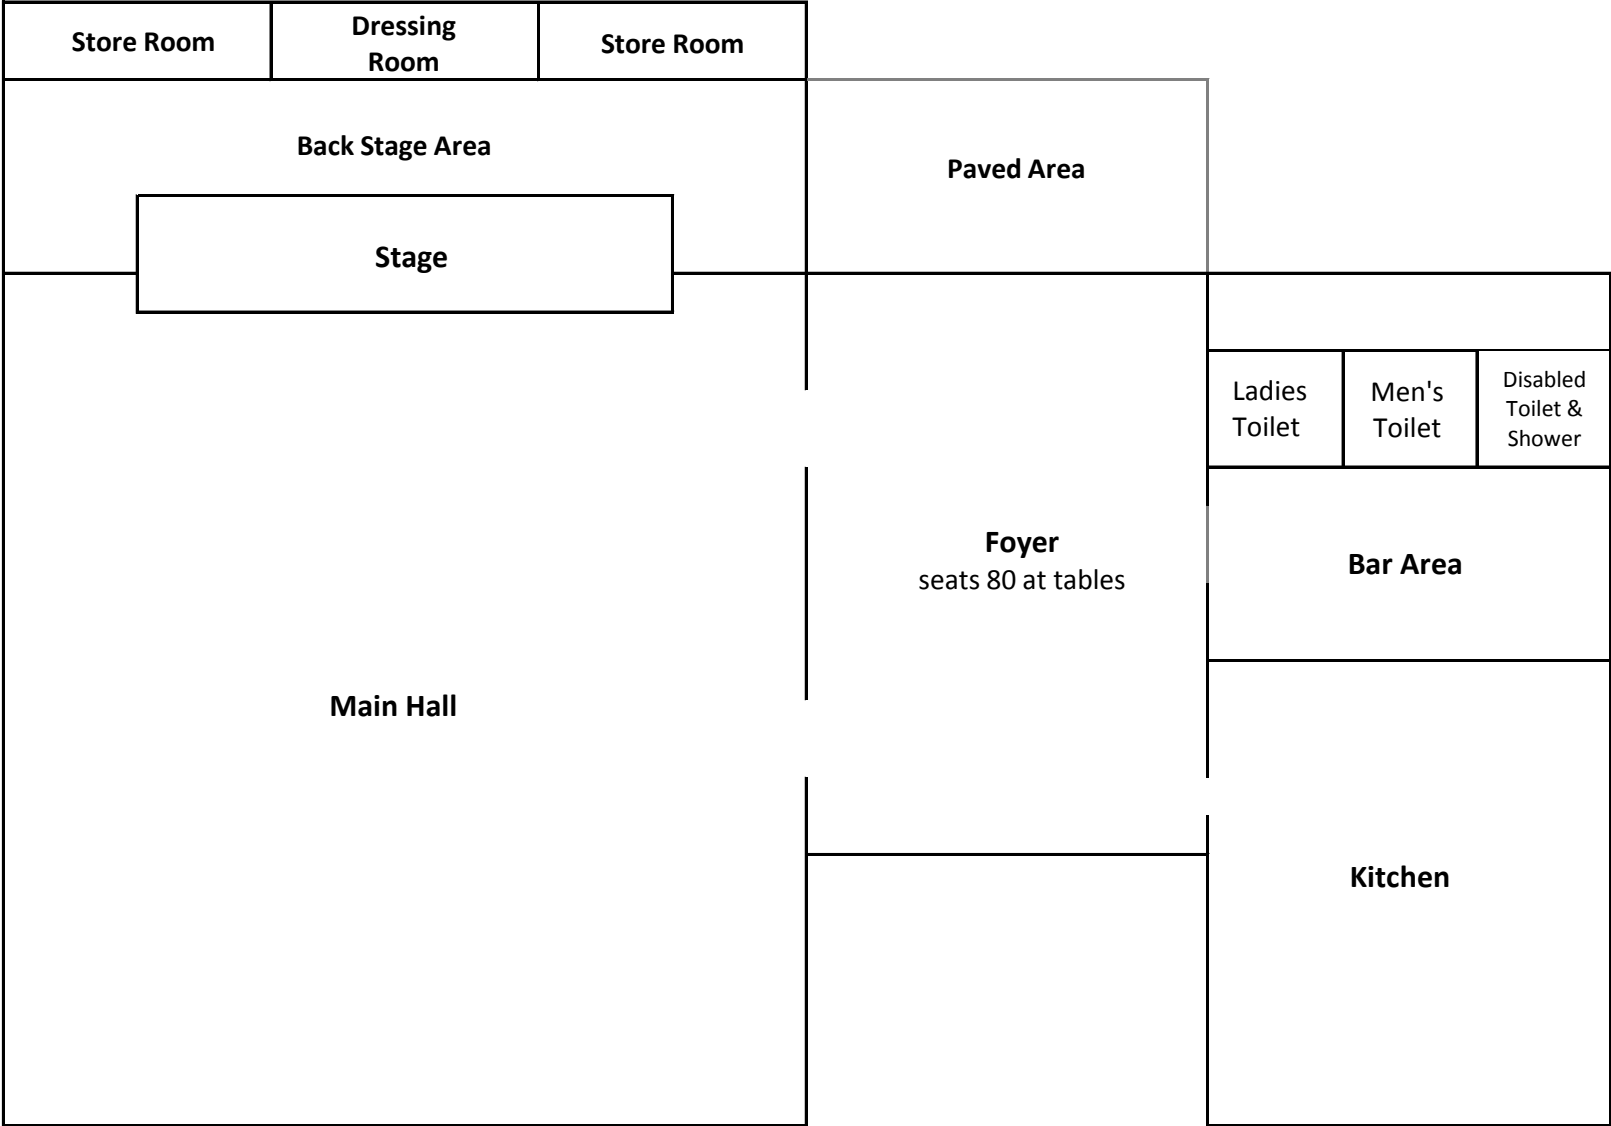 Store Room
Dressing
Room
Store Room
Back Stage Area
Paved Area
Stage
Ladies
Toilet
Men's
Toilet
Disabled
Toilet &
Shower
Foyer
seats 80 at tables
Bar Area
Main Hall
Kitchen